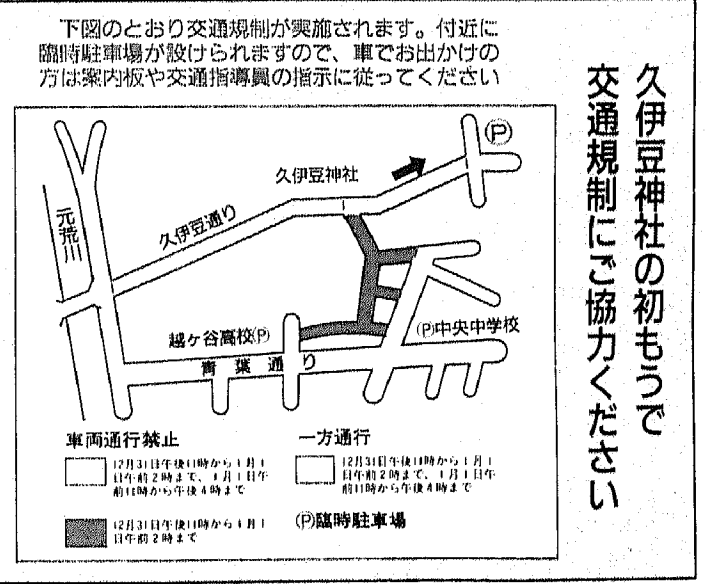 久伊豆神社の初もうで
交通規制にご協力ください
下図のとおり交通規制が実施されます。付近に
臨時駐車場が設けられますので、車でお出かけの
方は案内板や交通指導員の指示に従ってください
Ⓟ
久伊豆神社
元荒川
久伊豆通り
越ケ谷高校Ⓟ
Ⓟ中央中学校
青葉通り
車両通行禁止
12月31日午後11時から1月1
日午前2時まで、1月1日午
前11時から午後4時まで
12月31日午後11時から1月1
日午前2時まで
一方通行
12月31日午後11時から1月1
日午前2時まで、1月1日午
前11時から午後4時まで
Ⓟ臨時駐車場